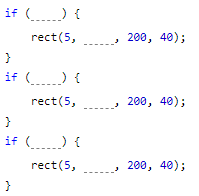 if (_____) {
    rect(5, _____, 200, 40);
}
if (_____) {
    rect(5, _____, 200, 40);
}
if (_____) {
    rect(5, _____, 200, 40);
}